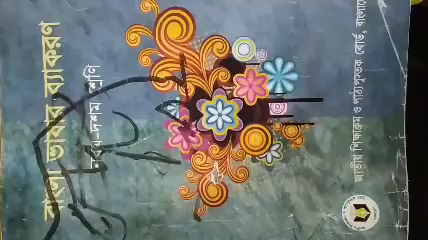 বাংলা ভাষার ব্যাকরণ
নবম-দশম শ্রেণি
জাতীয় শিক্ষাক্রম ও পাঠ্যপুস্তক বোর্ড,